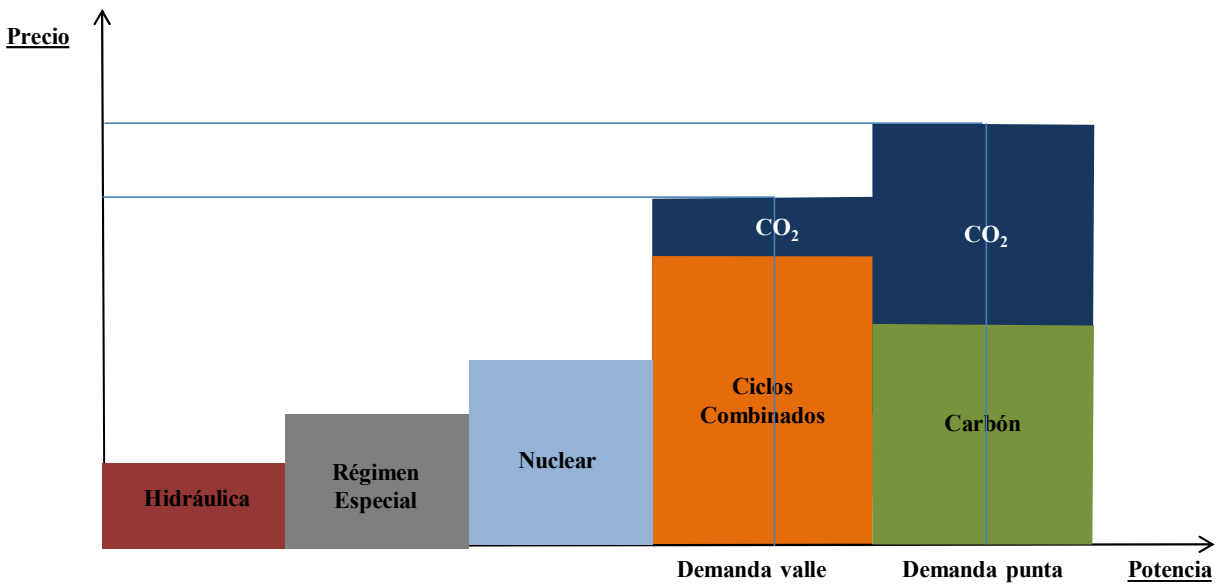 Precio
CO₂
CO₂
Ciclos
Combinados
Carbón
Nuclear
Régimen
Especial
Hidráulica
Demanda valle
Demanda punta
Potencia